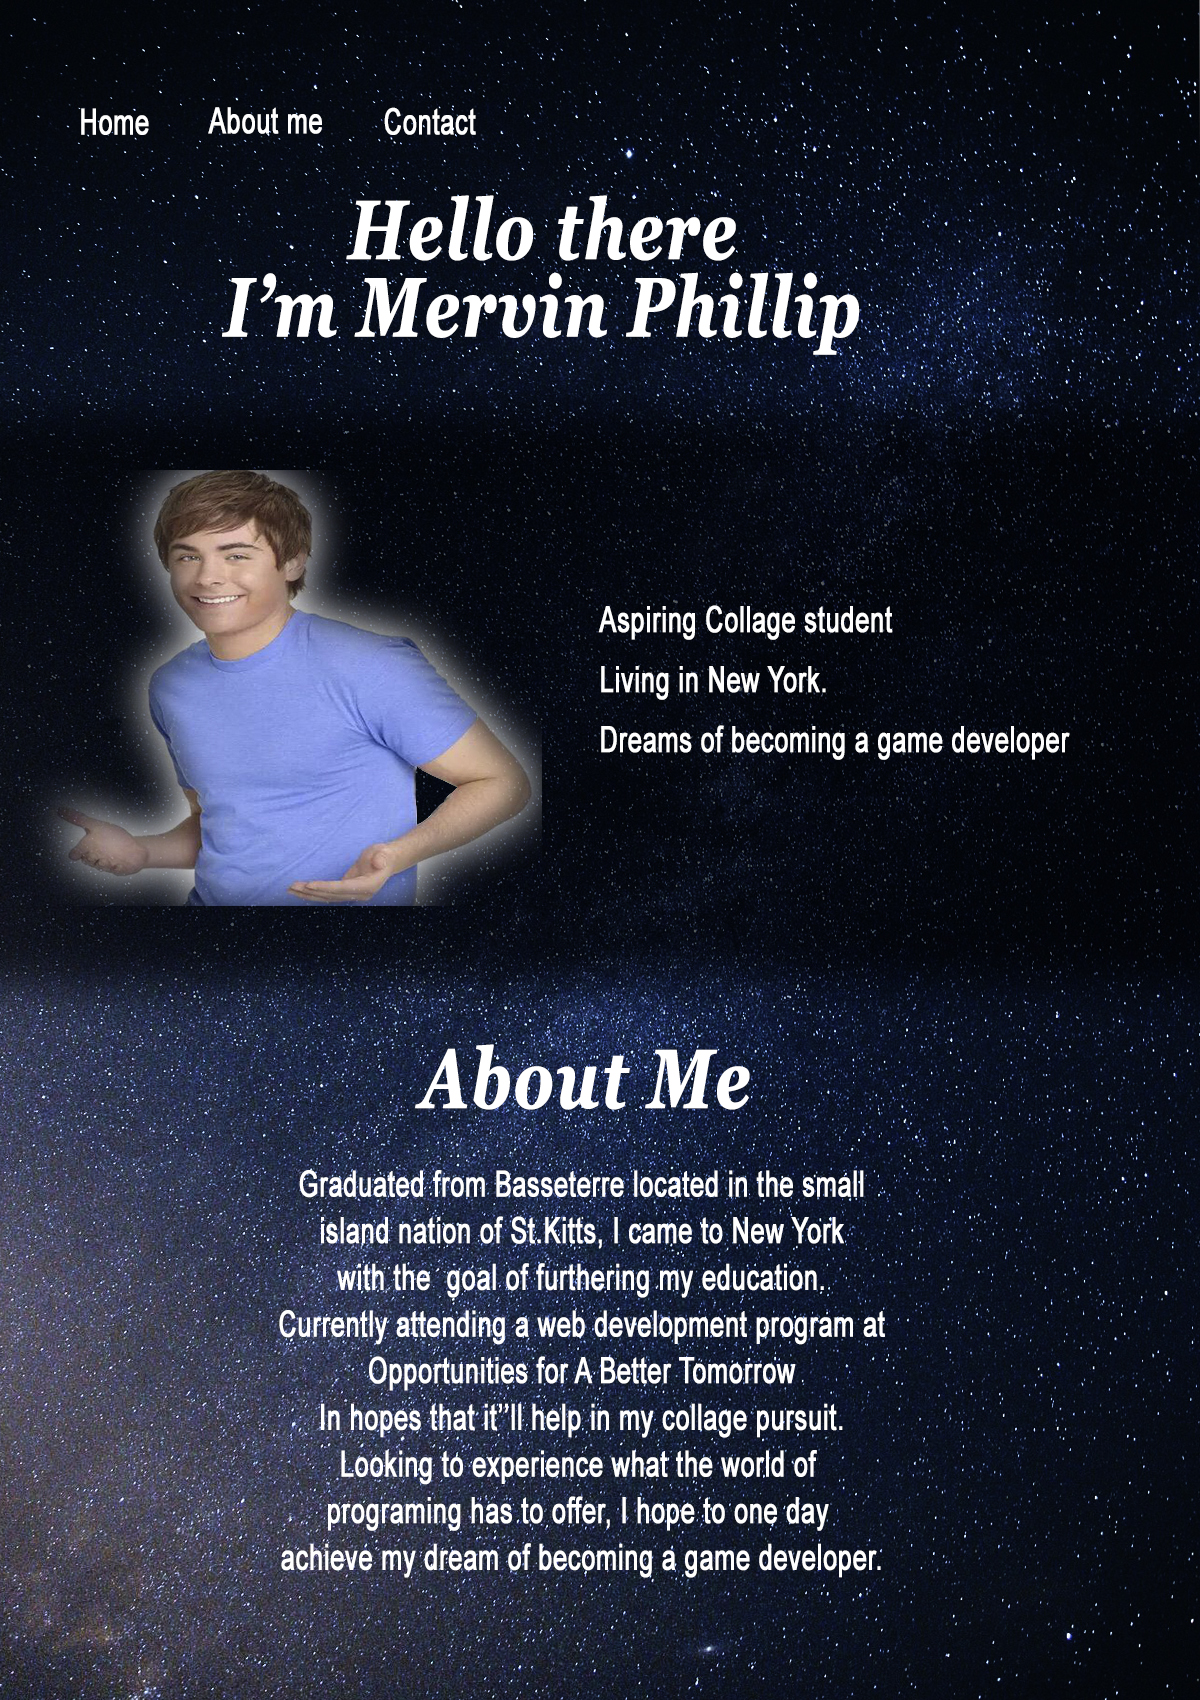 Home About me Contact
Hello there
I’m Mervin Phillip
Aspiring Collage student
Living in New York.
Dreams of becoming a game developer
About Me
Graduated from Basseterre located in the small
island nation of St.Kitts, I came to New York
with the  goal of furthering my education.
Currently attending a web development program at
Opportunities for A Better Tomorrow
In hopes that it”ll help in my collage pursuit.
Looking to experience what the world of
programing has to offer, I hope to one day
achieve my dream of becoming a game developer.